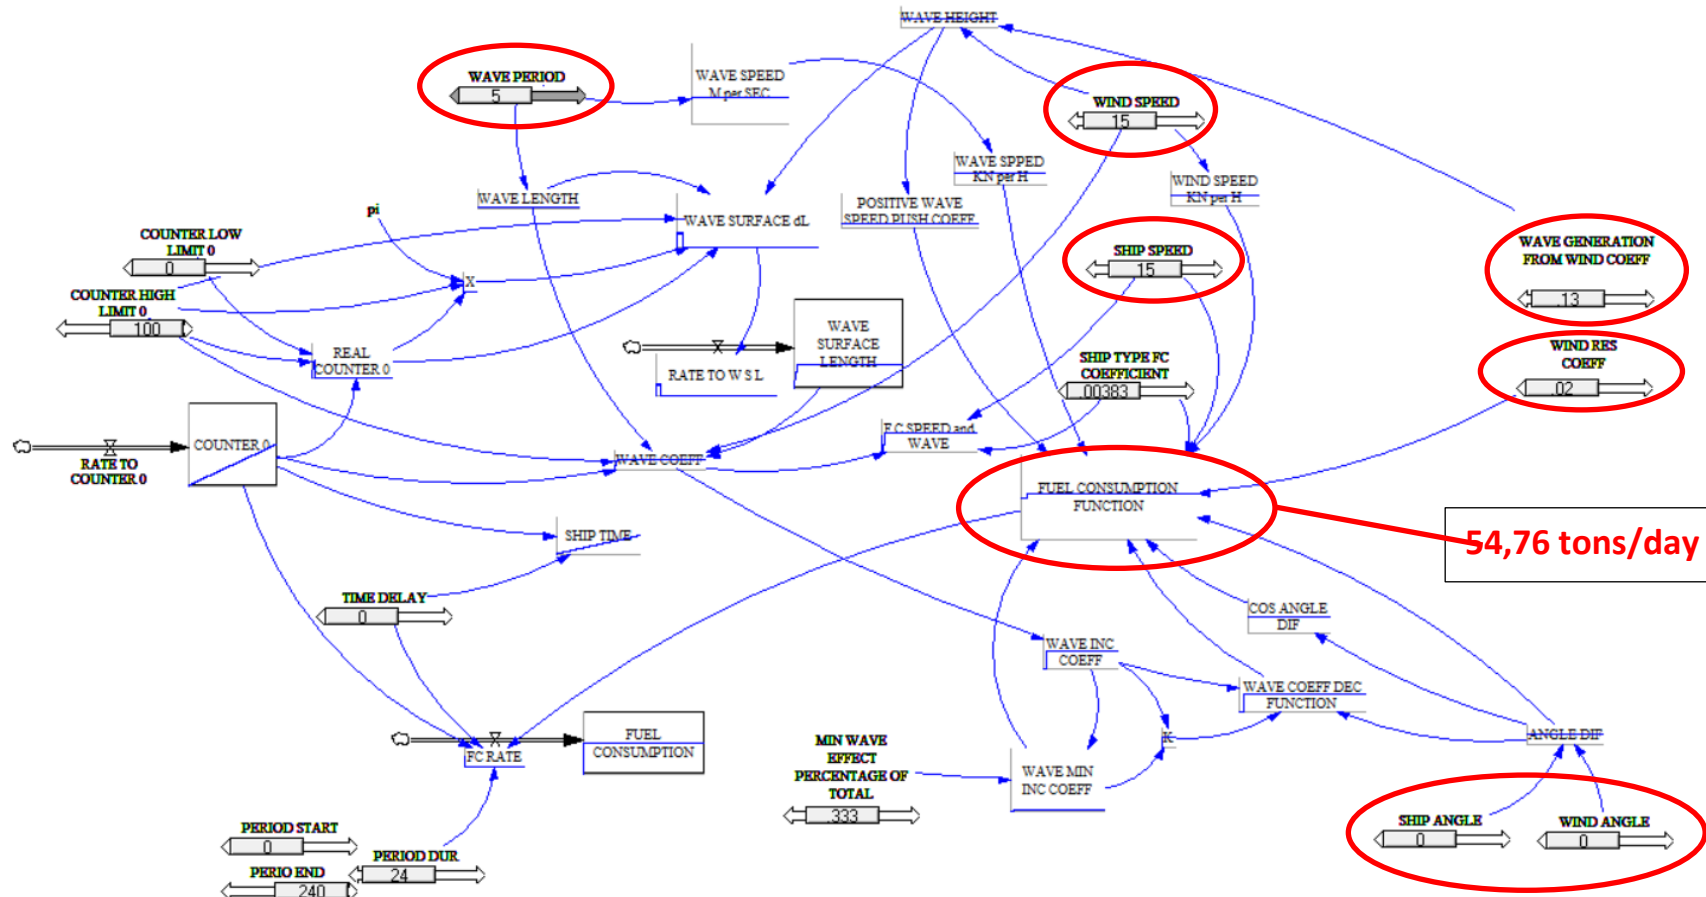 WAVE HEIGHT
WAVE PERIOD
5
WAVE SPEED
M per SEC
WIND SPEED
15
WAVE SPPED
KN per H
WIND SPEED
KN per H
WAVE LENGTH
POSITIVE WAVE
SPEED PUSH COEFF
pi
WAVE SURFACE dL
COUNTER LOW
LIMIT 0
0
SHIP SPEED
15
WAVE GENERATION
FROM WIND COEFF
.13
X
COUNTER HIGH
LIMIT 0
100
WAVE
SURFACE
LENGTH
REAL
COUNTER 0
RATE TO W S L
SHIP TYPE FC
COEFFICIENT
.00383
WIND RES
COEFF
.02
COUNTER 0
RATE TO
COUNTER 0
F.C SPEED and
WAVE
WAVE COEFF
FUEL CONSUMPTION
FUNCTION
54,76 tons/day
SHIP TIME
TIME DELAY
0
COS ANGLE
DIF
WAVE INC
COEFF
WAVE COEFF DEC
FUNCTION
FUEL
CONSUMPTION
FC RATE
K
ANGLE DIF
MIN WAVE
EFFECT
PERCENTAGE OF
TOTAL
.333
WAVE MIN
INC COEFF
SHIP ANGLE
0
WIND ANGLE
0
PERIOD START
0
PERIOD DUR
24
PERIO END
240